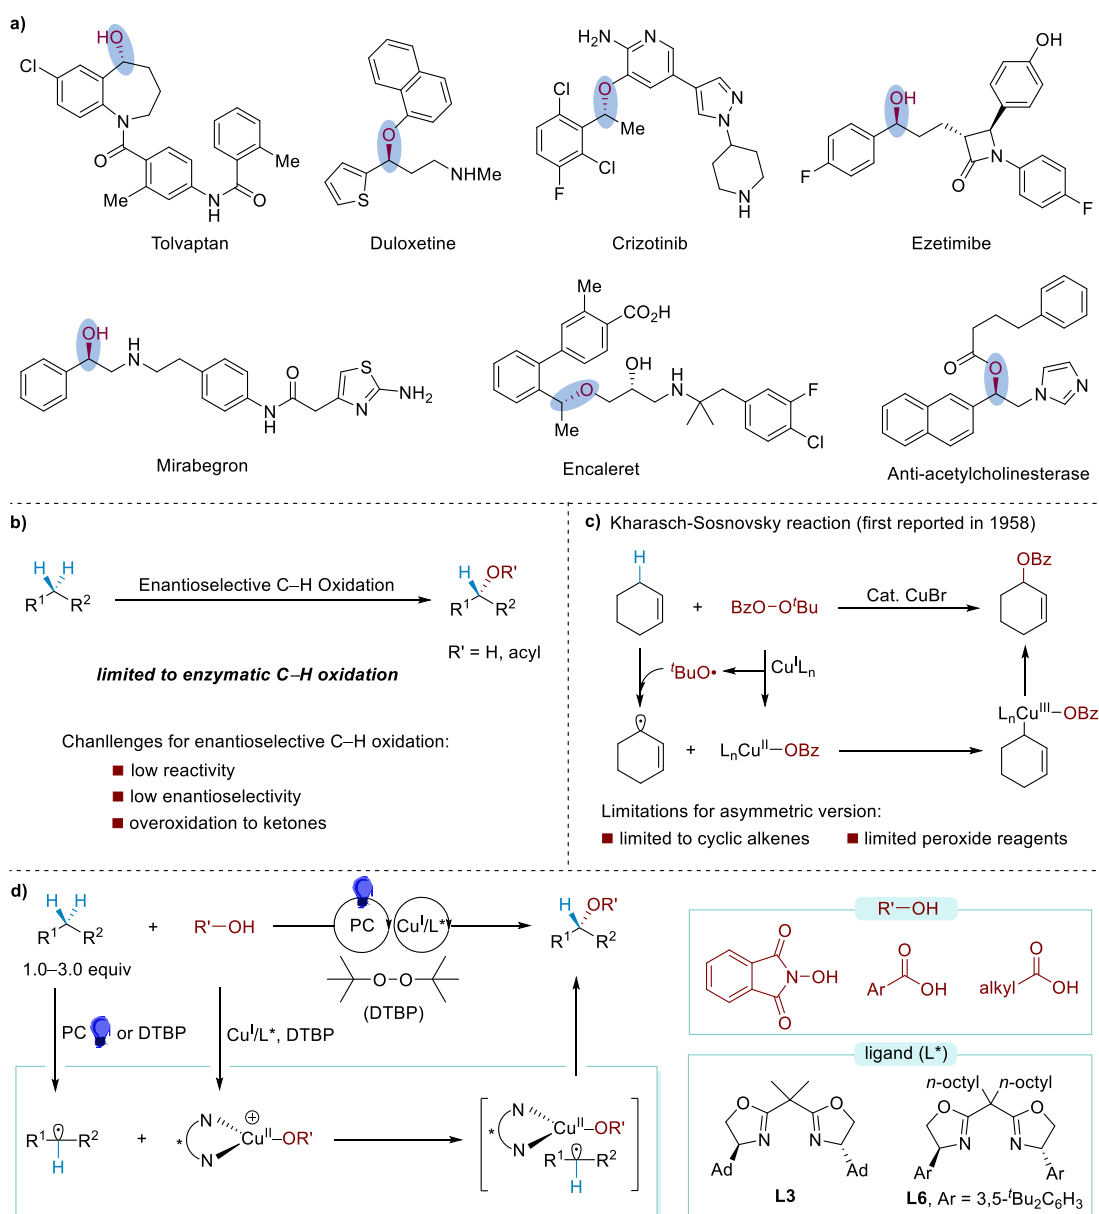 a)
HO
Cl
N
O
Me
N
H
O
Me
Tolvaptan
O
S
NHMe
Duloxetine
H2N
N
O
Cl
Me
Cl
F
N
N
N
H
Crizotinib
OH
OH
F
O
N
F
Ezetimibe
OH
H
N
N
H
O
S
N
NH2
Mirabegron
Me
CO2H
OH
O
Me
H
N
F
Cl
Encaleret
O
O
N
N
Anti-acetylcholinesterase
b)
H H
R1 R2
Enantioselective C–H Oxidation
H OR'
R1 R2
R' = H, acyl
limited to enzymatic C–H oxidation
Chanllenges for enantioselective C–H oxidation:
low reactivity
low enantioselectivity
overoxidation to ketones
c) Kharasch-Sosnovsky reaction (first reported in 1958)
H
+
BzO–OtBu
Cat. CuBr
OBz
tBuO•
CuILn
+
LnCuII–OBz
LnCuIII–OBz
Limitations for asymmetric version:
limited to cyclic alkenes
limited peroxide reagents
d)
H H
R1 R2
1.0–3.0 equiv
+
R'–OH
PC
CuI/L*
O–O
(DTBP)
H OR'
R1 R2
PC or DTBP
CuI/L*, DTBP
R1 R2
H
+
*
N
N
CuII–OR'
+
*
N
N
CuII–OR'
R1 R2
H
R'–OH
O
N–OH
O
O
Ar OH
O
alkyl OH
ligand (L*)
O O
N N
Ad Ad
L3
n-octyl n-octyl
O O
N N
Ar Ar
L6, Ar = 3,5-tBu2C6H3